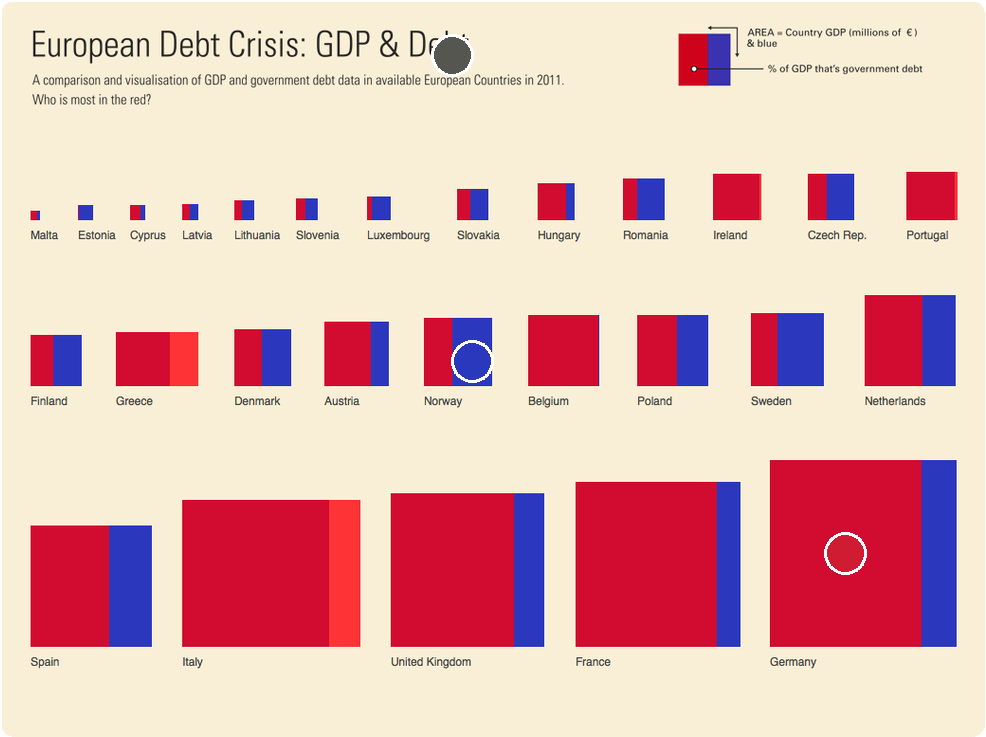 European Debt Crisis: GDP &
A comparison and visualisation of GDP and government debt data in available European Countries in 2011.
Who is most in the red?
AREA = Country GDP (millions of € )
& blue
% of GDP that's government debt
Malta Estonia Cyprus Latvia Lithuania Slovenia Luxembourg Slovakia Hungary Romania Ireland Czech Rep. Portugal
Finland Greece Denmark Austria Norway Belgium Poland Sweden Netherlands
Spain Italy United Kingdom France Germany